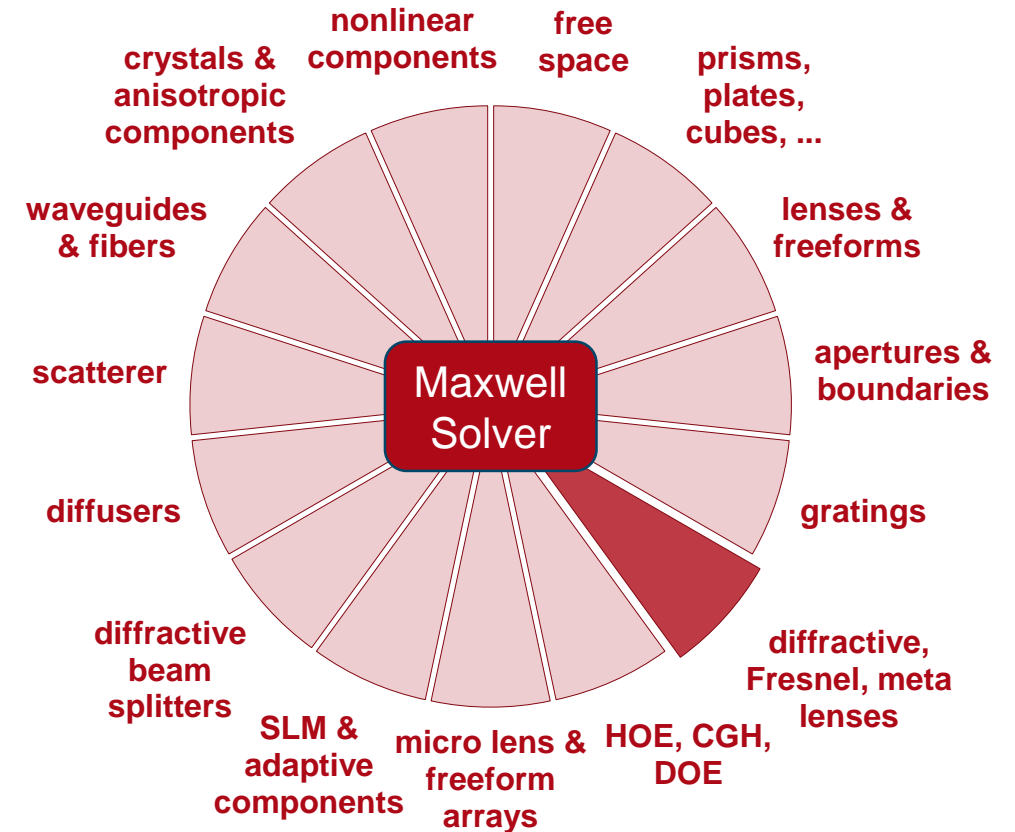 nonlinear
components
free
space
prisms,
plates,
cubes, ...
lenses &
freeforms
apertures &
boundaries
gratings
diffractive,
Fresnel, meta
lenses
HOE, CGH,
DOE
micro lens &
freeform
arrays
SLM &
adaptive
components
diffractive
beam
splitters
diffusers
scatterer
waveguides
& fibers
crystals &
anisotropic
components
Maxwell
Solver